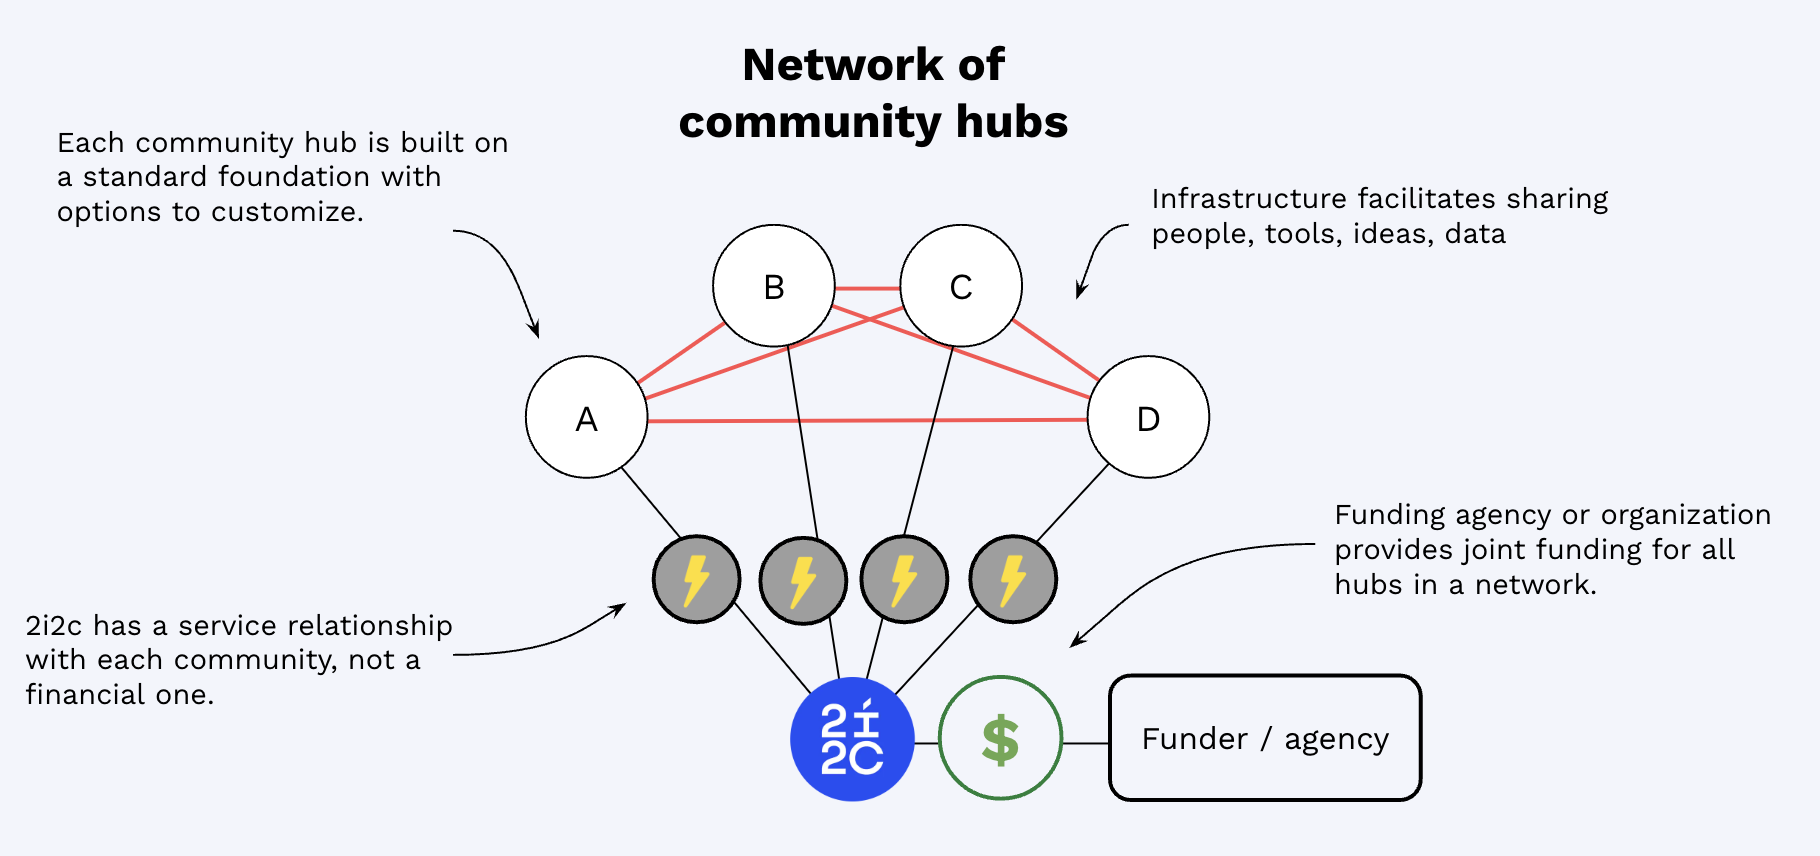 Network of
community hubs
Each community hub is built on
a standard foundation with
options to customize.
Infrastructure facilitates sharing
people, tools, ideas, data
B
C
A
D
Funding agency or organization
provides joint funding for all
hubs in a network.
2i2c has a service relationship
with each community, not a
financial one.
2í
2C
$
Funder / agency